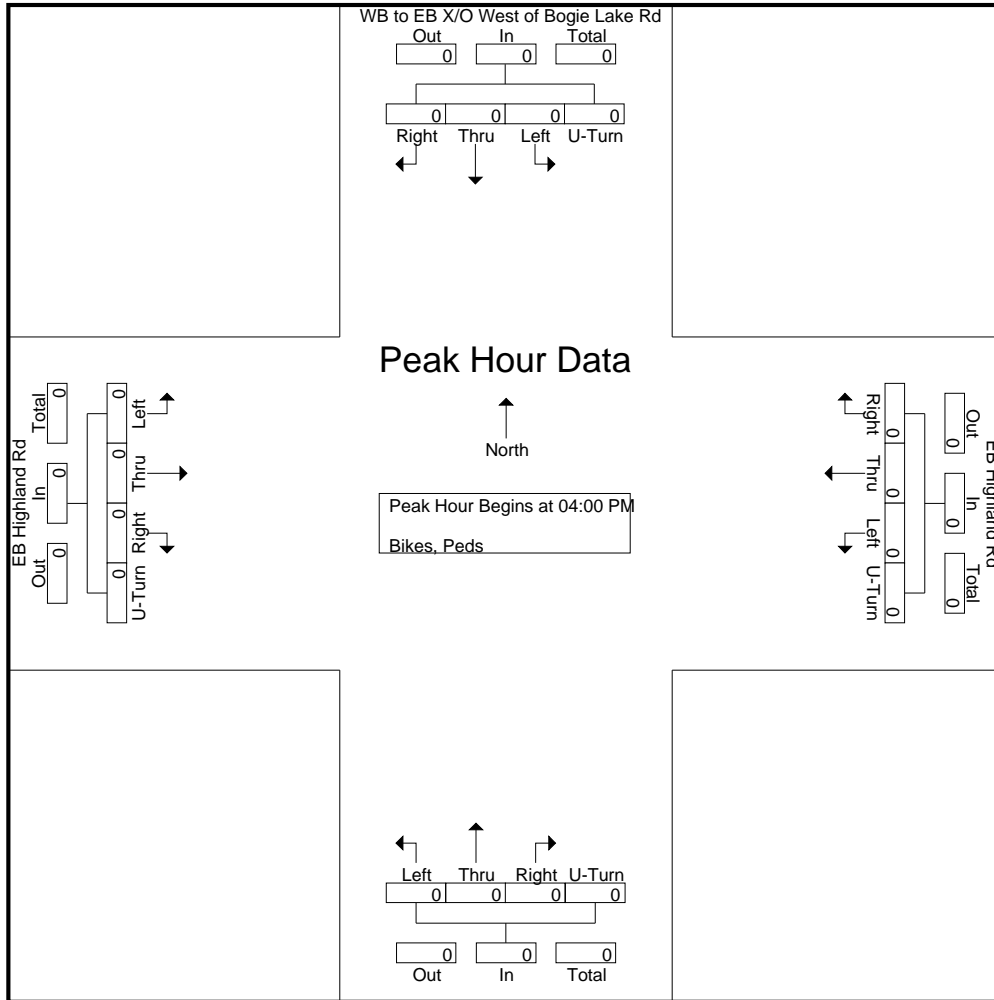 WB to EB X/O West of Bogie Lake Rd
Out In Total
0 0 0
0 0 0 0
Right Thru Left U-Turn
Peak Hour Data
North
Peak Hour Begins at 04:00 PM
Bikes, Peds
EB Highland Rd
Out In Total
0 0 0
0 0 0 0
U-Turn Right Thru Left
EB Highland Rd
Out In Total
0 0 0
0 0 0 0
Right Thru Left U-Turn
Left Thru Right U-Turn
0 0 0 0
0 0 0
Out In Total